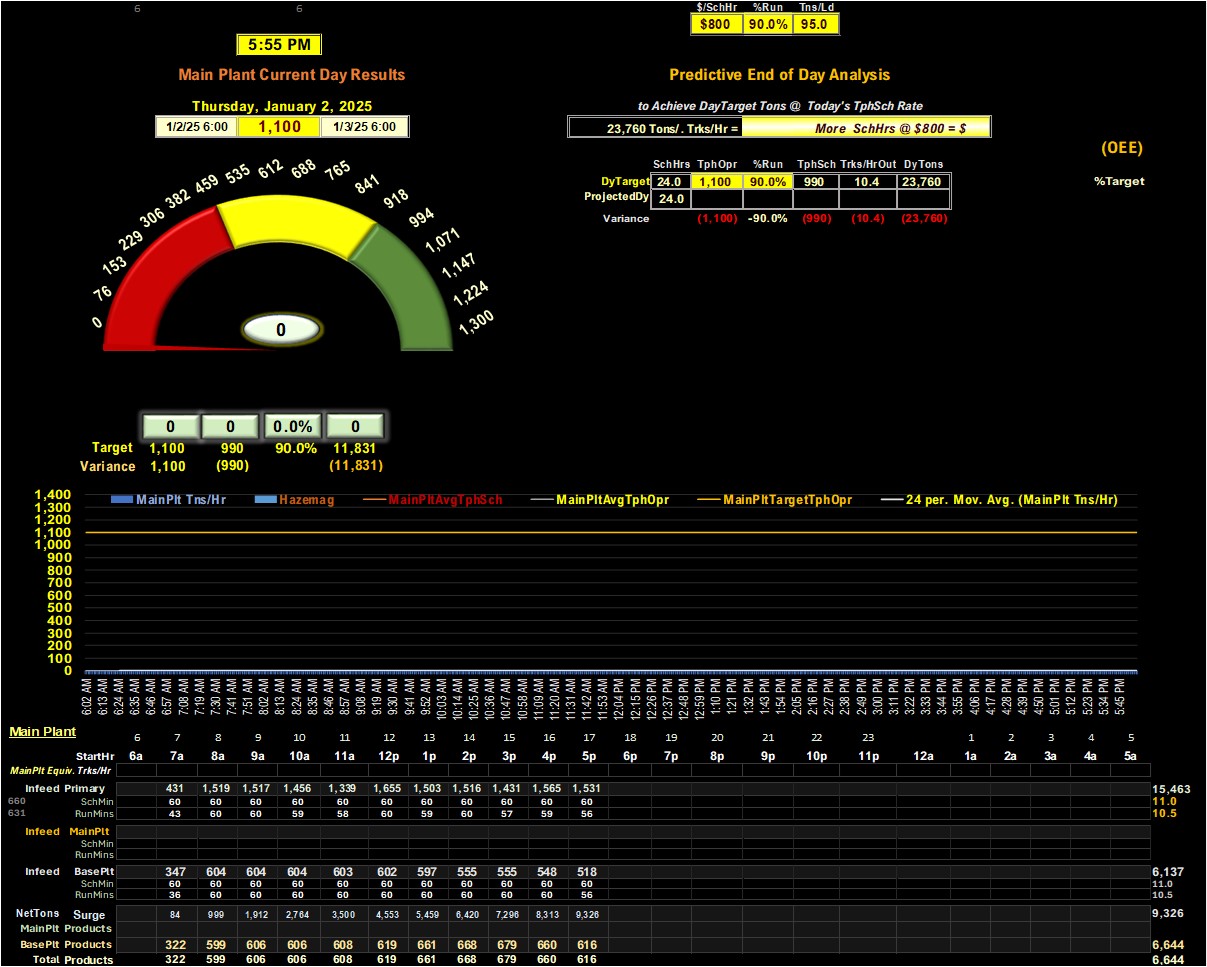 6 6 $/SchHr %Run Tns/Ld
$800 90.0% 95.0
5:55 PM
Main Plant Current Day Results
Predictive End of Day Analysis
Thursday, January 2, 2025
to Achieve DayTarget Tons @ Today's TphSch Rate
1/2/25 6:00 1,100 1/3/25 6:00
23,760 Tons/. Trks/Hr = More SchHrs @ $800 = $
(OEE)
SchHrs TphOpr %Run TphSch Trks/HrOut DyTons
DyTarget 24.0 1,100 90.0% 990 10.4 23,760 %Target
ProjectedDy 24.0
Variance (1,100) -90.0% (990) (10.4) (23,760)
0 76 153 229 306 382 459 535 612 688 765 841 918 994 1,071 1,147 1,224 1,300
0
0 0 0.0% 0
Target 1,100 990 90.0% 11,831
Variance 1,100 (990) (11,831)
MainPlt Tns/Hr Hazemag MainPltAvgTphSch MainPltAvgTphOpr MainPltTargetTphOpr 24 per. Mov. Avg. (MainPlt Tns/Hr)
1,400
1,300
1,200
1,100
1,000
900
800
700
600
500
400
300
200
100
0
6:02 AM 6:13 AM 6:24 AM 6:35 AM 6:46 AM 6:57 AM 7:08 AM 7:19 AM 7:30 AM 7:41 AM 7:51 AM 8:02 AM 8:13 AM 8:24 AM 8:35 AM 8:46 AM 8:57 AM 9:08 AM 9:19 AM 9:30 AM 9:41 AM 9:52 AM 10:03 AM 10:14 AM 10:25 AM 10:36 AM 10:47 AM 10:58 AM 11:09 AM 11:20 AM 11:31 AM 11:42 AM 11:53 AM 12:04 PM 12:15 PM 12:26 PM 12:37 PM 12:48 PM 12:59 PM 1:10 PM 1:21 PM 1:32 PM 1:43 PM 1:54 PM 2:05 PM 2:16 PM 2:27 PM 2:38 PM 2:49 PM 3:00 PM 3:11 PM 3:22 PM 3:33 PM 3:44 PM 3:55 PM 4:06 PM 4:17 PM 4:28 PM 4:39 PM 4:50 PM 5:01 PM 5:12 PM 5:23 PM 5:34 PM 5:45 PM
Main Plant 6 7 8 9 10 11 12 13 14 15 16 17 18 19 20 21 22 23 1 2 3 4 5
StartHr 6a 7a 8a 9a 10a 11a 12p 1p 2p 3p 4p 5p 6p 7p 8p 9p 10p 11p 12a 1a 2a 3a 4a 5a
MainPlt Equiv. Trks/Hr
Infeed Primary 431 1,519 1,517 1,456 1,339 1,655 1,503 1,516 1,431 1,565 1,531 15,463
660 SchMin 60 60 60 60 60 60 60 60 60 60 60 11.0
631 RunMins 43 60 60 59 58 60 59 60 57 59 56 10.5
Infeed MainPlt
SchMin
RunMins
Infeed BasePlt 347 604 604 604 603 602 597 555 555 548 518 6,137
SchMin 60 60 60 60 60 60 60 60 60 60 60 11.0
RunMins 36 60 60 60 60 60 60 60 60 60 56 10.5
NetTons Surge 84 999 1,912 2,764 3,500 4,553 5,459 6,420 7,296 8,313 9,326 9,326
MainPlt Products
BasePlt Products 322 599 606 606 608 619 661 668 679 660 616 6,644
Total Products 322 599 606 606 608 619 661 668 679 660 616 6,644